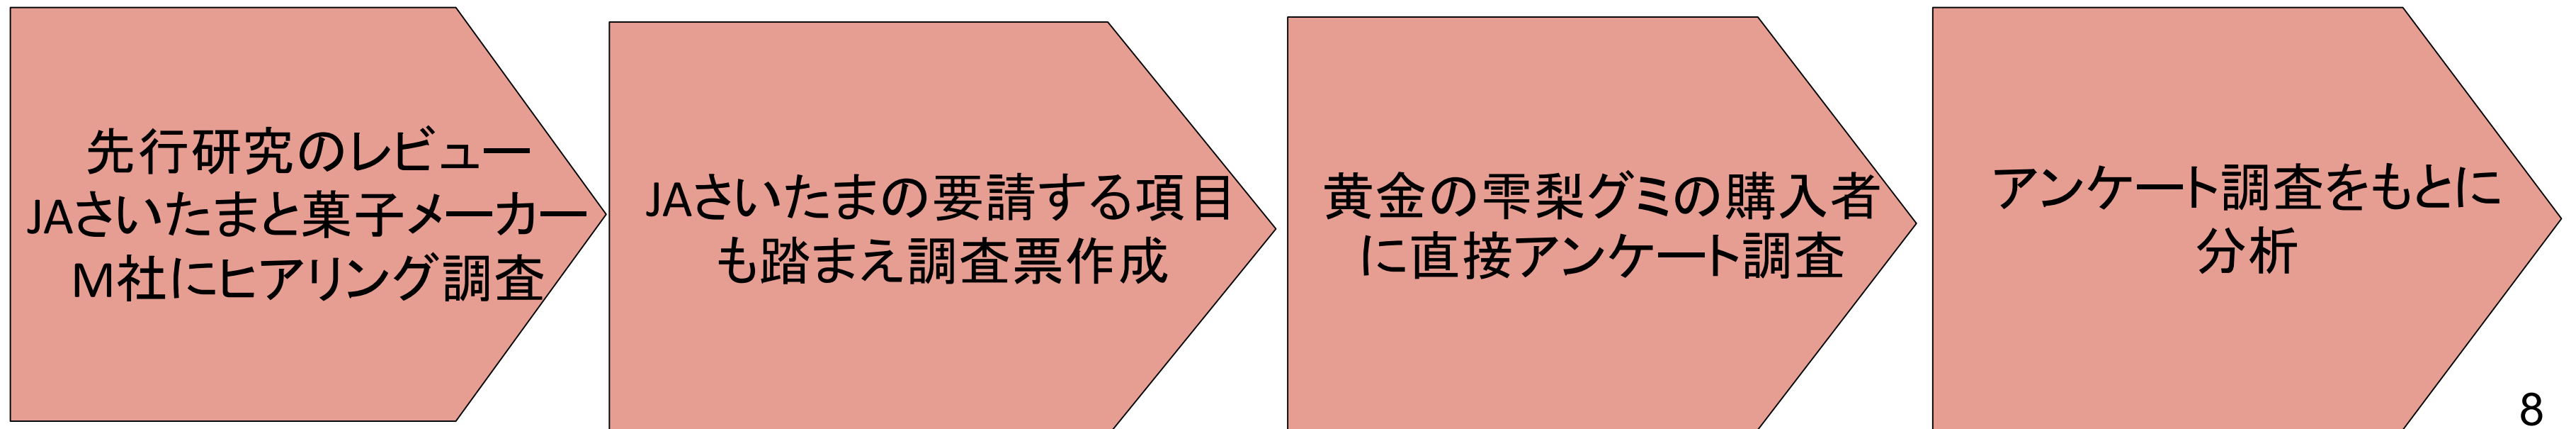 先行研究のレビュー
JAさいたまと菓子メーカー
M社にヒアリング調査
JAさいたまの要請する項目
も踏まえ調査票作成
黄金の雫梨グミの購入者
に直接アンケート調査
アンケート調査をもとに
分析
8